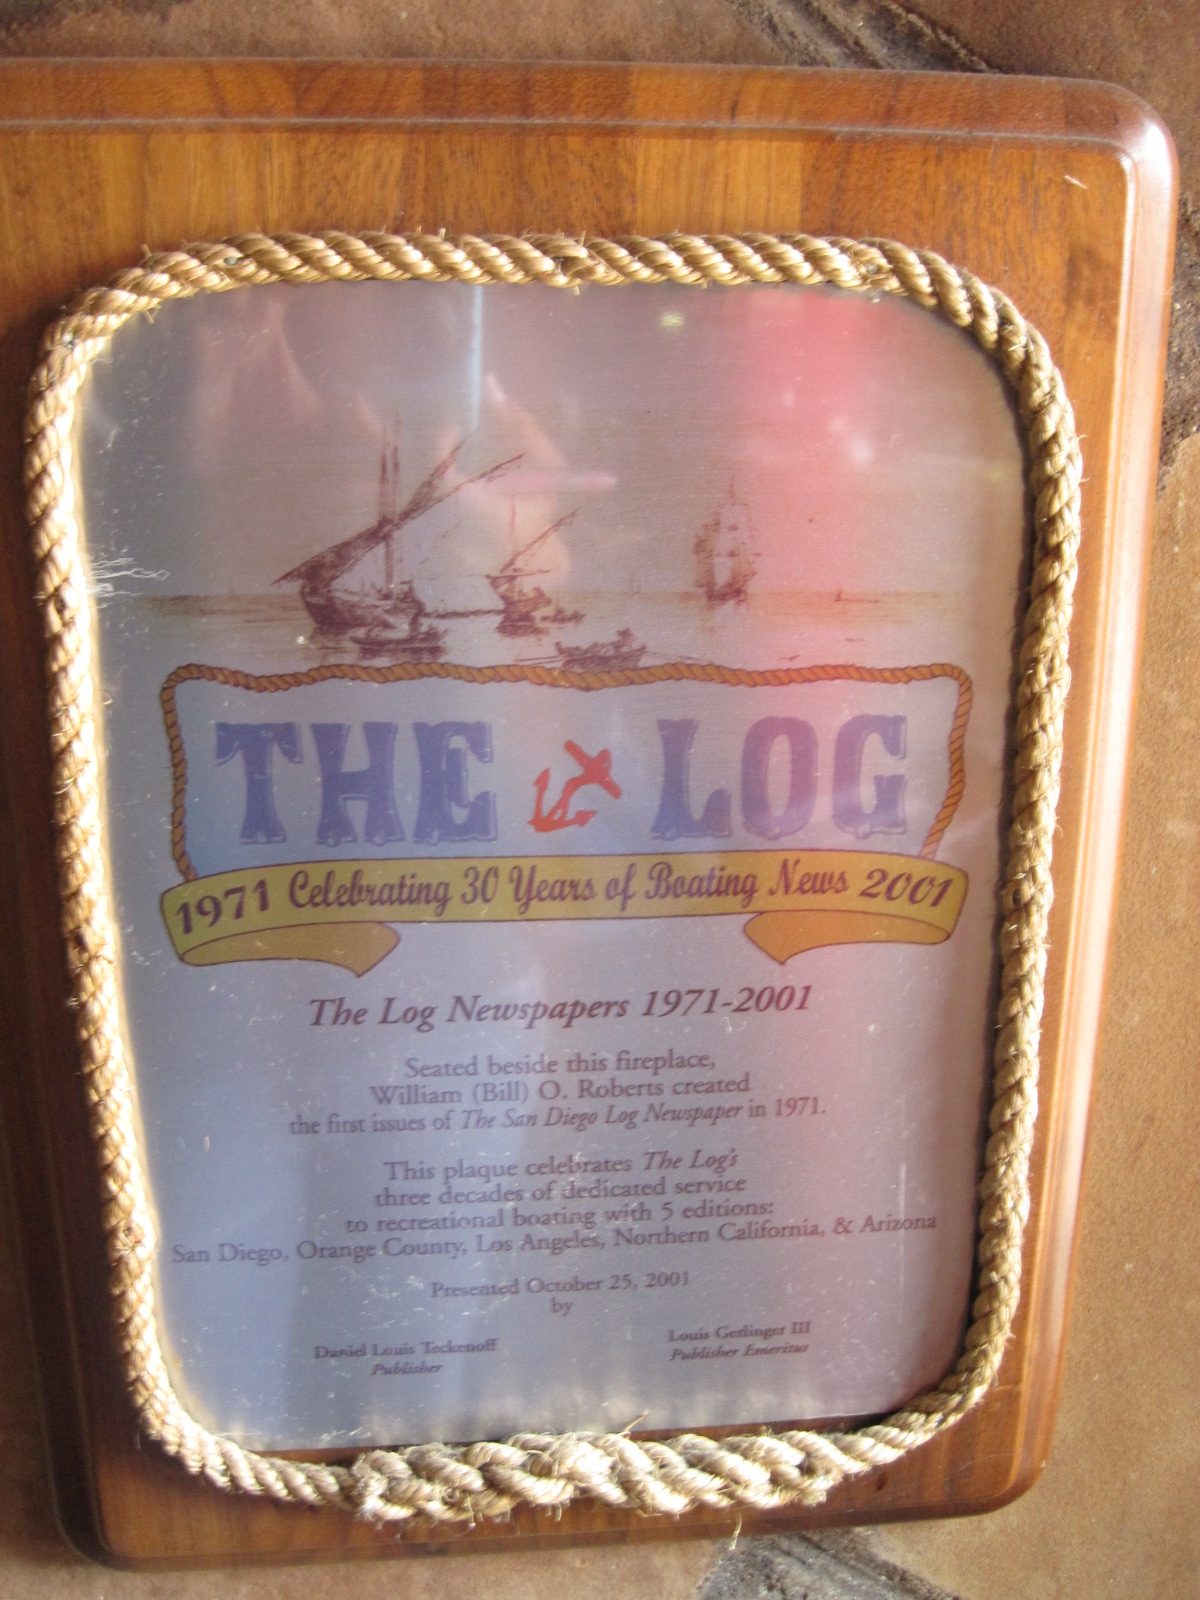 THE LOG
1971 Celebrating 30 Years of Boating News 2001
The Log Newspapers 1971-2001
Seated beside this fireplace,
William (Bill) O. Roberts created
the first issues of The San Diego Log Newspaper in 1971.
This plaque celebrates The Log's
three decades of dedicated service
to recreational boating with 5 editions:
San Diego, Orange County, Los Angeles, Northern California, & Arizona
Presented October 25, 2001
by
Daniel Louis Teckenoff
Publisher
Louis Gerlinger III
Publisher Emeritus